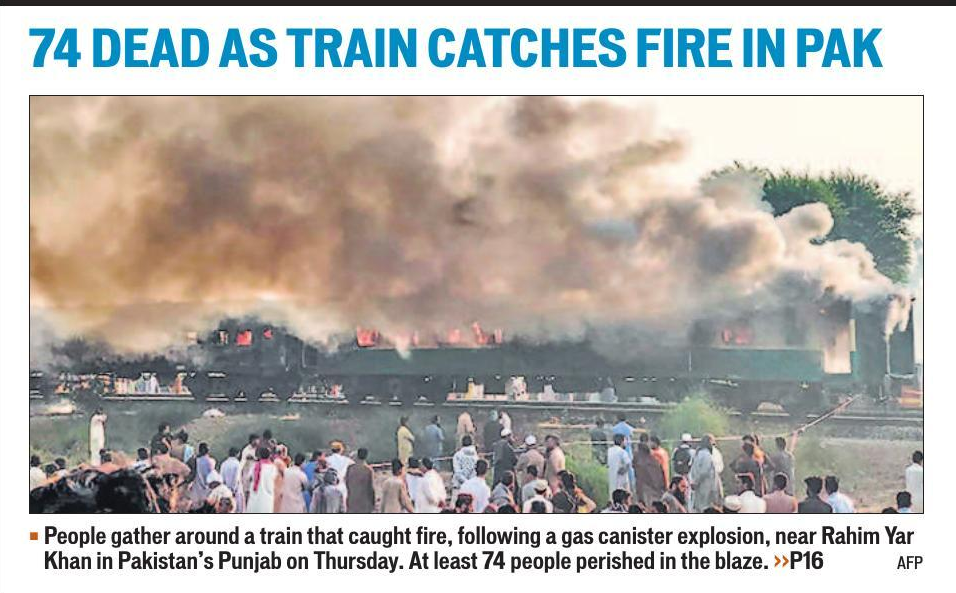 74 DEAD AS TRAIN CATCHES FIRE IN PAK
▪ People gather around a train that caught fire, following a gas canister explosion, near Rahim Yar
Khan in Pakistan’s Punjab on Thursday. At least 74 people perished in the blaze. >>P16 AFP